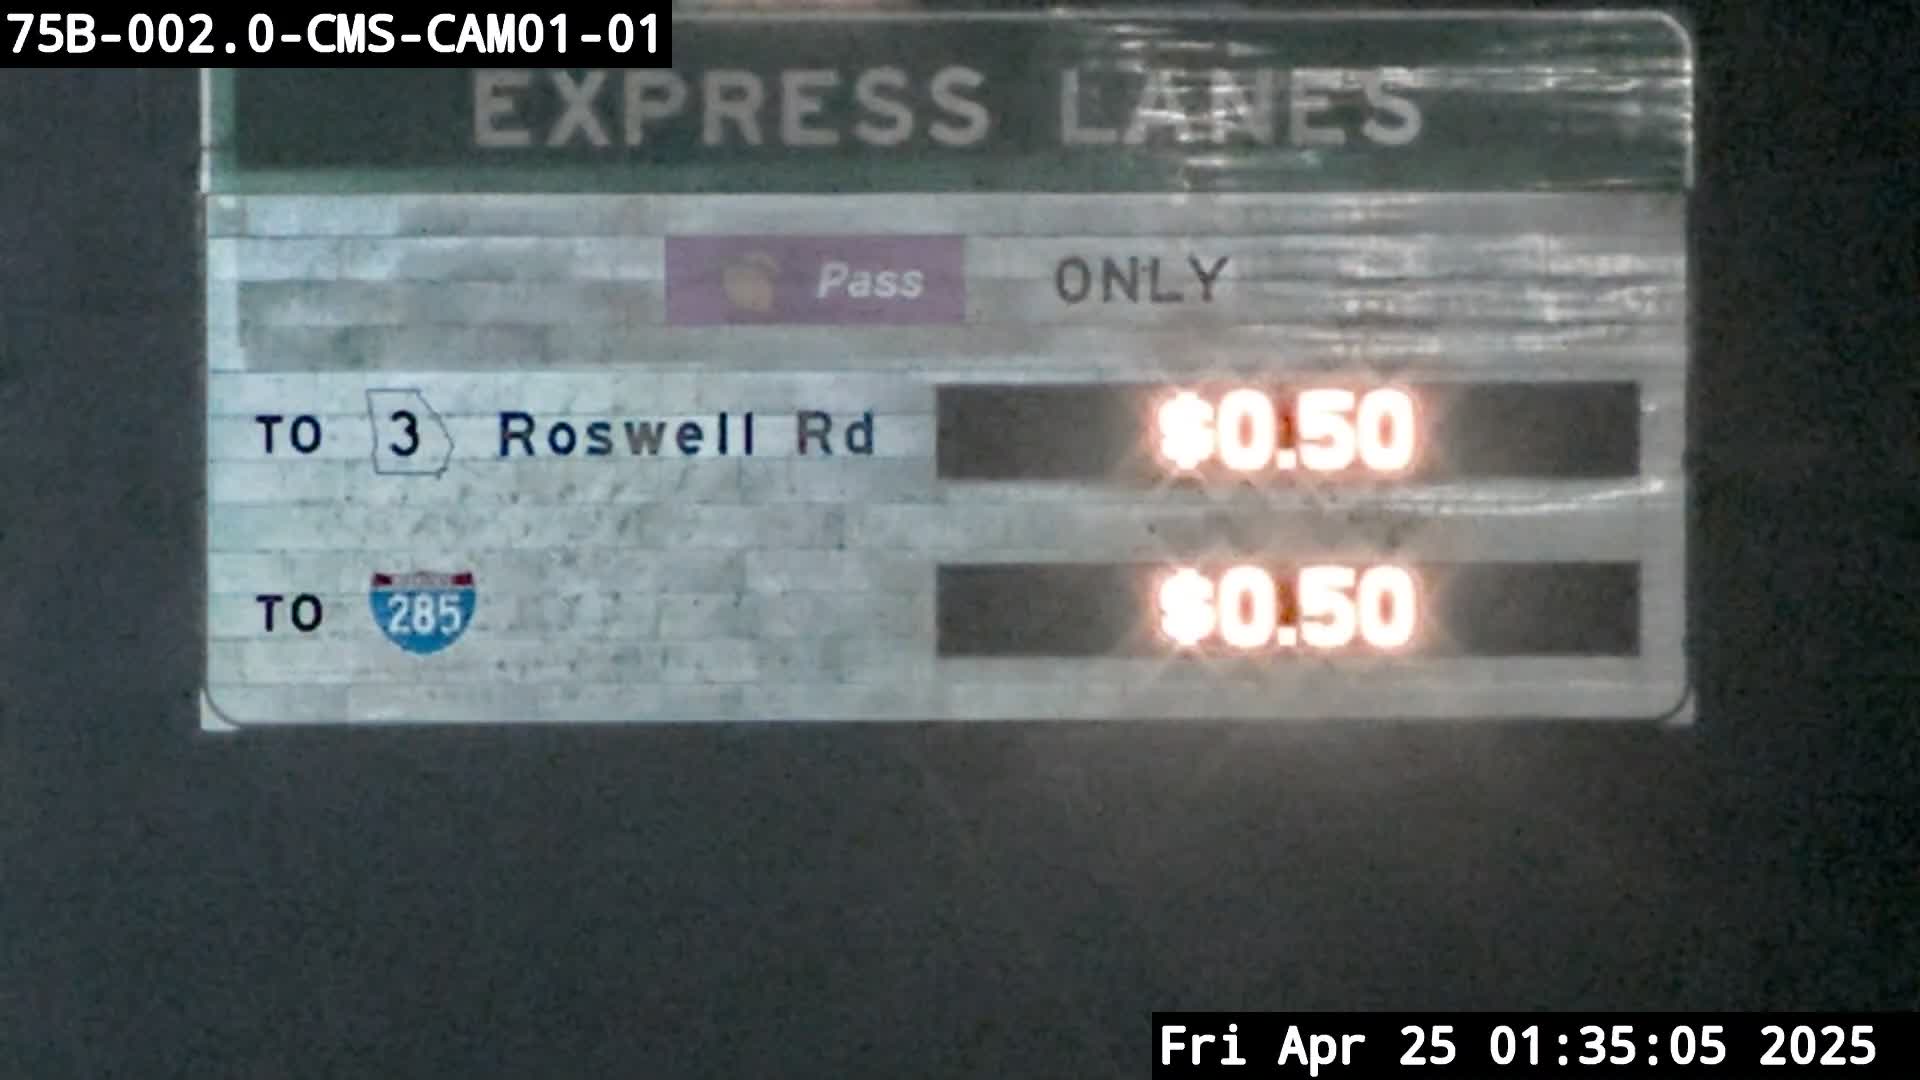 75B-002.0-CMS-CAM01-01
EXPRESS LANES
Pass ONLY
TO 3 Roswell Rd $0.50
TO 285 $0.50
Fri Apr 25 01:35:05 2025